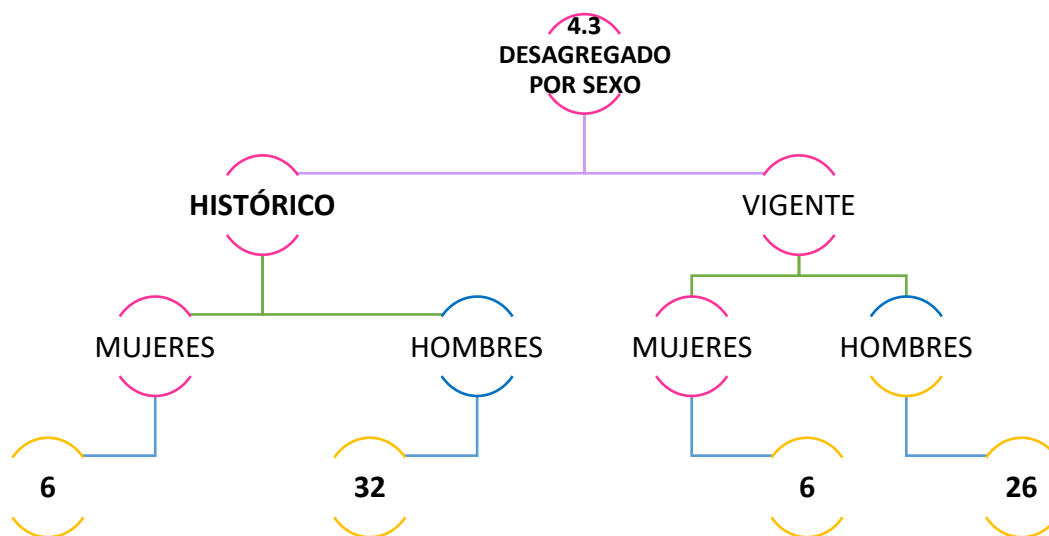 4.3
DESAGREGADO
POR SEXO
HISTÓRICO
VIGENTE
MUJERES
HOMBRES
MUJERES
HOMBRES
6
32
6
26